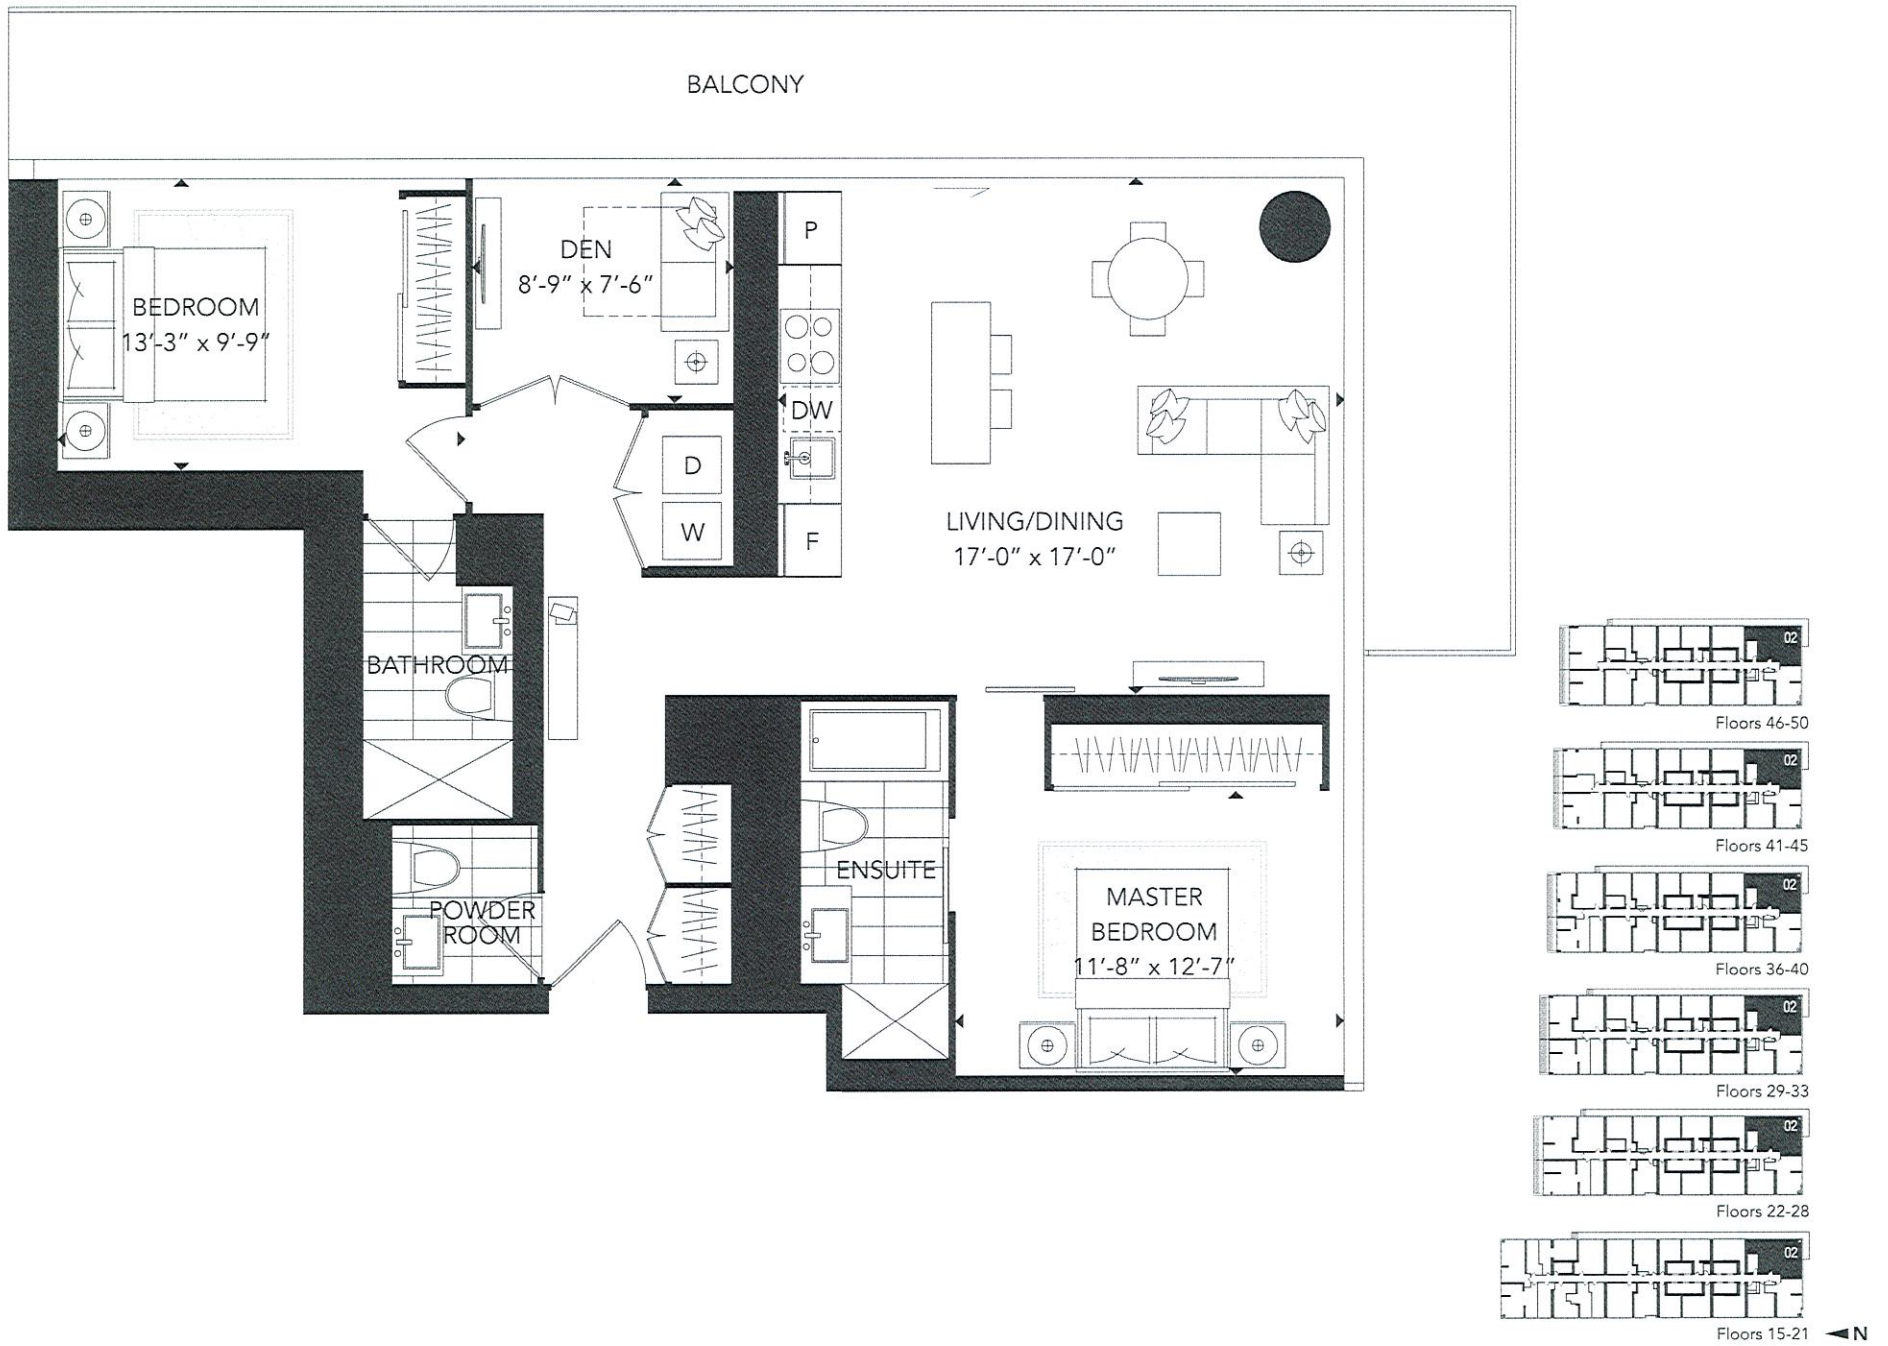 BALCONY
BEDROOM
13'-3" x 9'-9"
DEN
8'-9" x 7'-6"
P
DW
F
D
W
LIVING/DINING
17'-0" x 17'-0"
BATHROOM
POWDER
ROOM
ENSUITE
MASTER
BEDROOM
11'-8" x 12'-7"
02
Floors 46-50
02
Floors 41-45
02
Floors 36-40
02
Floors 29-33
02
Floors 22-28
02
Floors 15-21
N